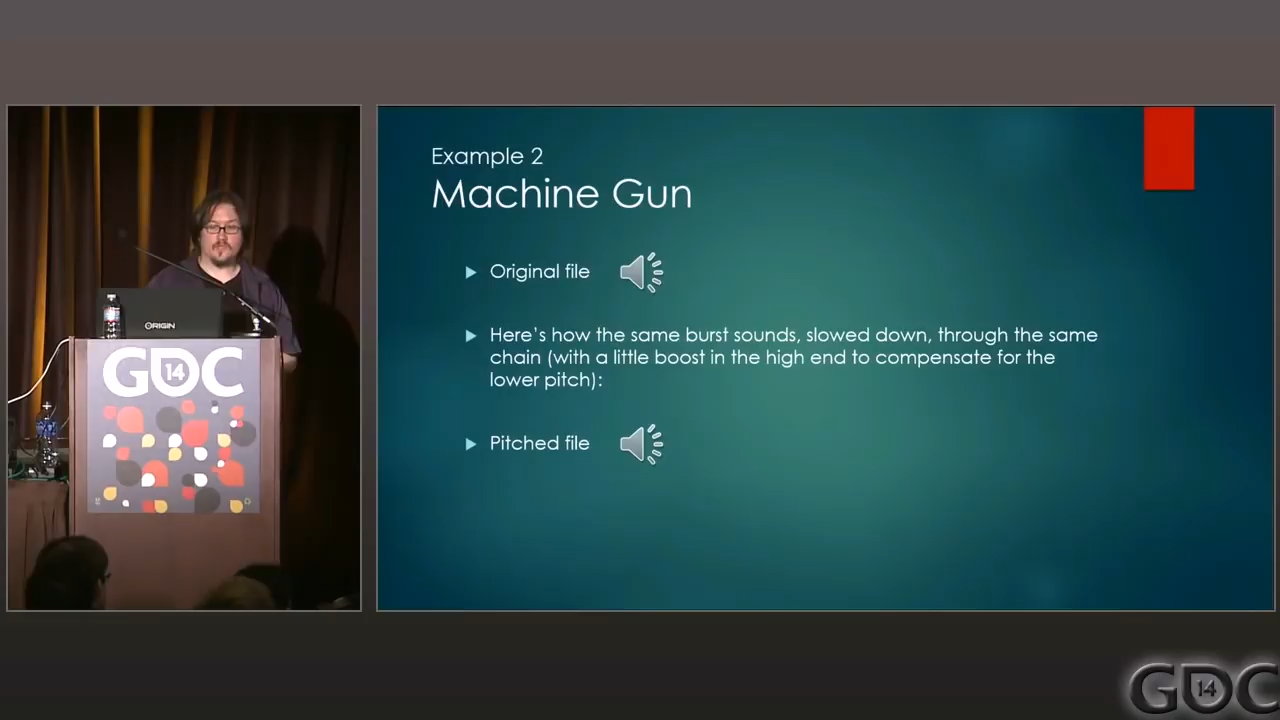 Example 2
Machine Gun
Original file
Here's how the same burst sounds, slowed down, through the same
chain (with a little boost in the high end to compensate for the
lower pitch):
Pitched file
ORIGIN
GDC
14
GDC
14